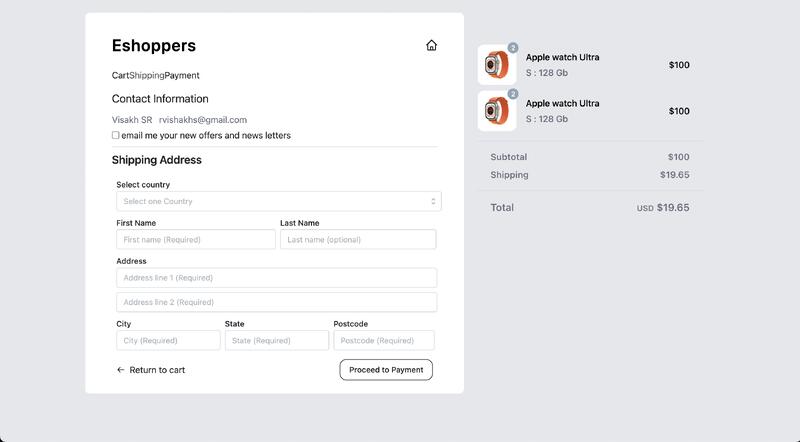 Eshoppers
CartShippingPayment
Contact Information
Visakh SR rvishakhs@gmail.com
email me your new offers and news letters
Shipping Address
Select country
Select one Country
First Name Last Name
First name (Required) Last name (optional)
Address
Address line 1 (Required)
Address line 2 (Required)
City State Postcode
City (Required) State (Required) Postcode (Required)
← Return to cart Proceed to Payment
2
Apple watch Ultra
$100
S : 128 Gb
2
Apple watch Ultra
$100
S : 128 Gb
Subtotal $100
Shipping $19.65
Total USD $19.65